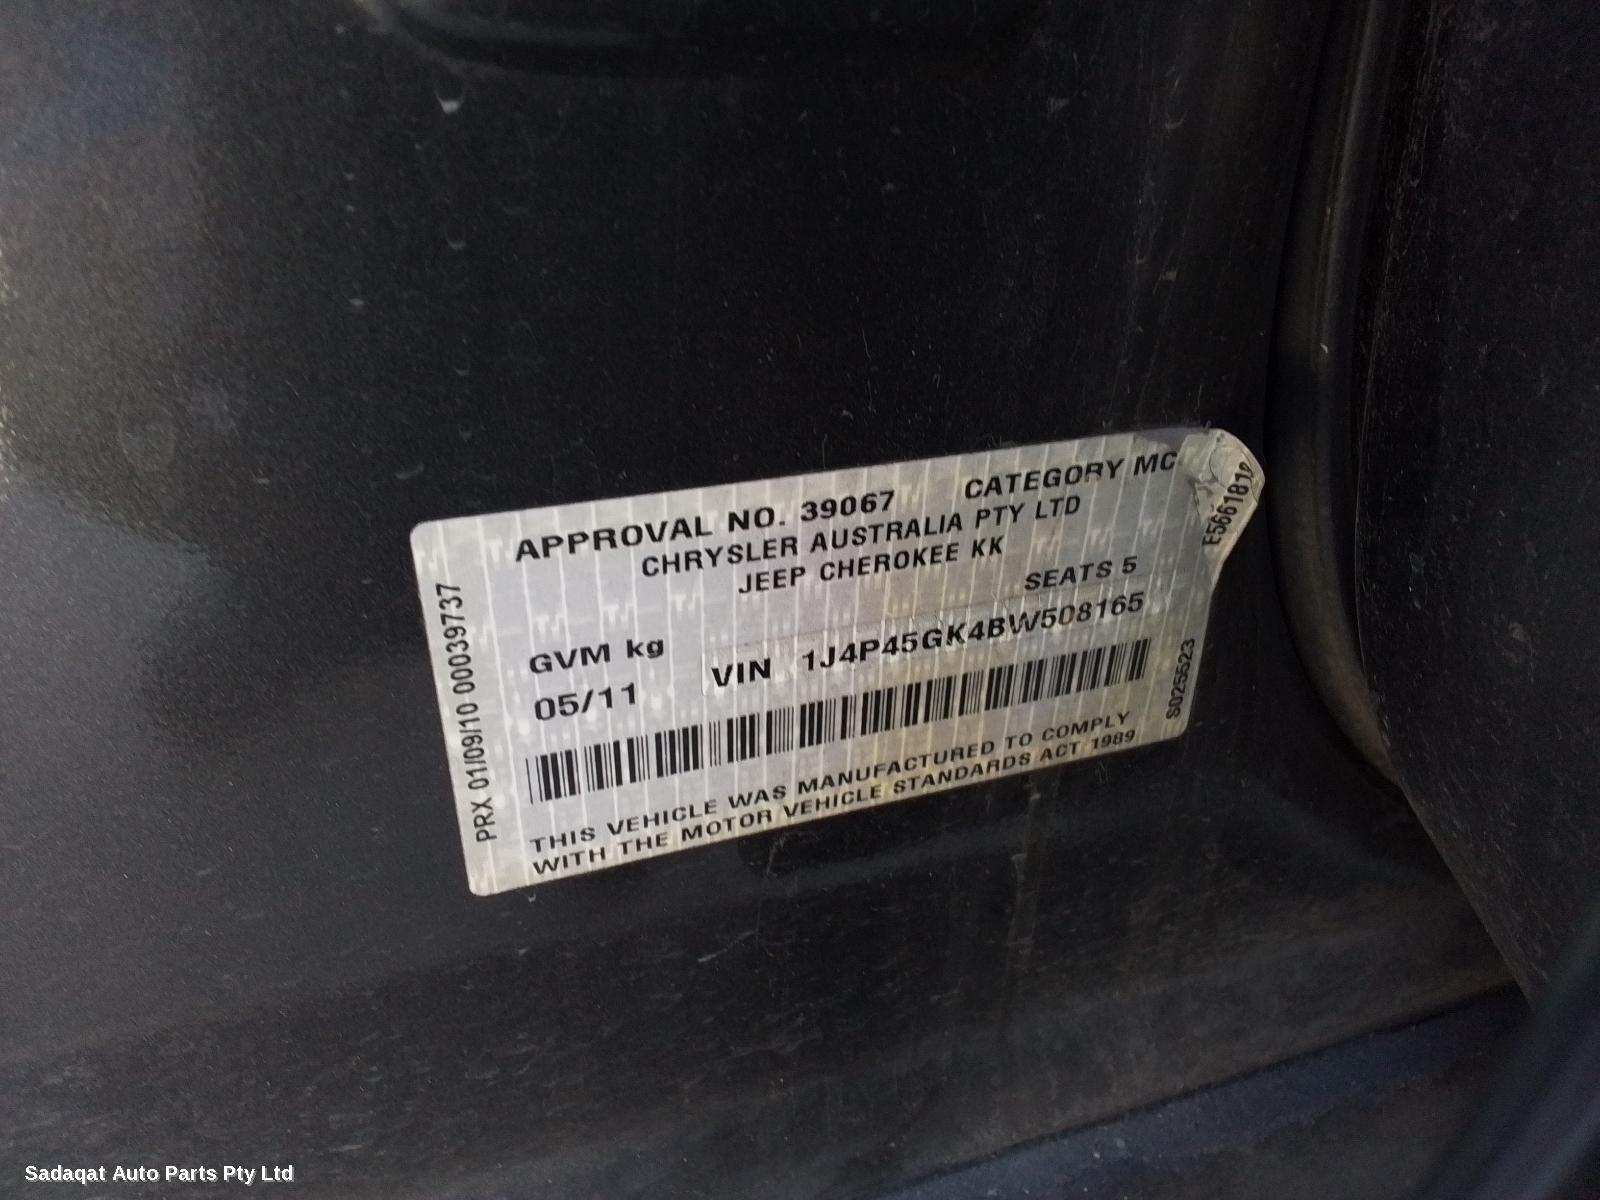 APPROVAL NO. 39067 CATEGORY MC
CHRYSLER AUSTRALIA PTY LTD
JEEP CHEROKEE KK
SEATS 5
GVM kg
VIN 1J4P45GK4BW508165
05/11
THIS VEHICLE WAS MANUFACTURED TO COMPLY
WITH THE MOTOR VEHICLE STANDARDS ACT 1989
PRX 01/09/10 00039737
S025523
Sadaqat Auto Parts Pty Ltd